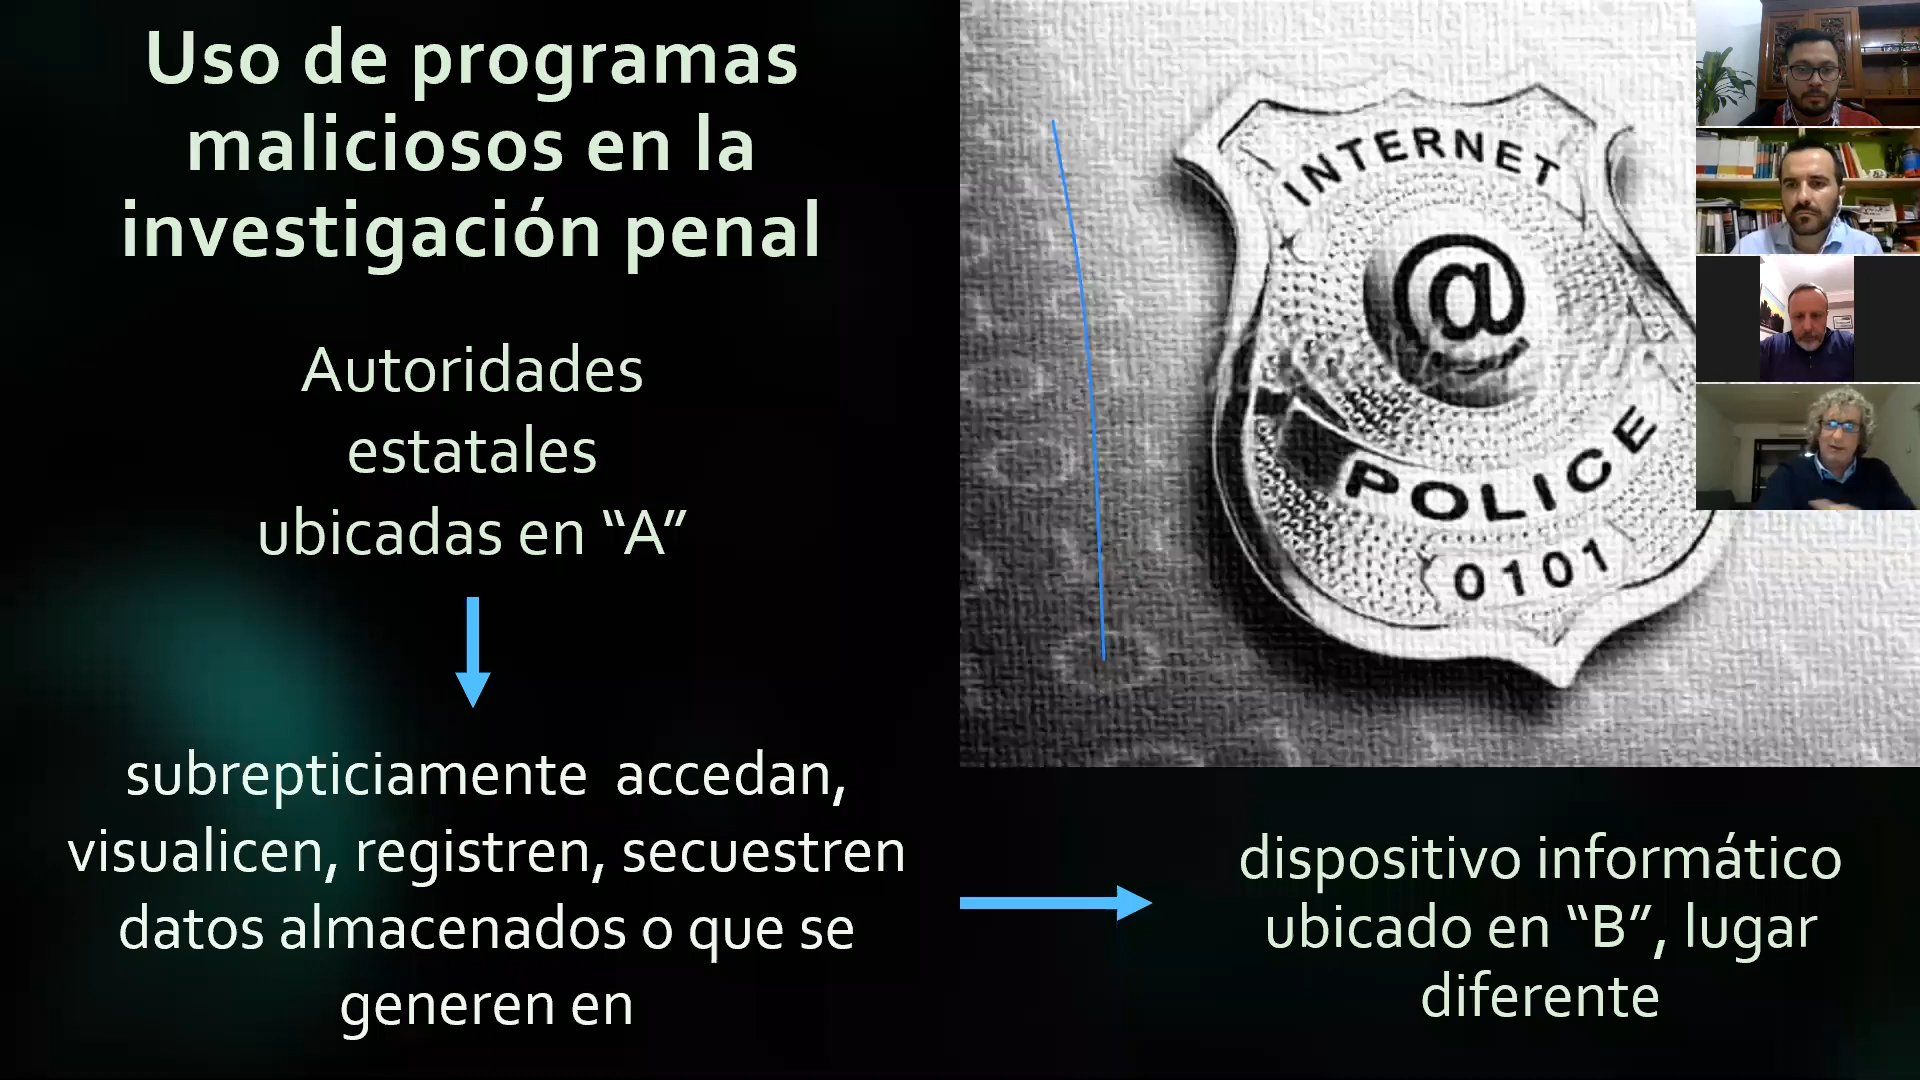 Uso de programas
maliciosos en la
investigación penal
Autoridades
estatales
ubicadas en “A”
subrepticiamente accedan,
visualicen, registren, secuestren
datos almacenados o que se
generen en
dispositivo informático
ubicado en “B”, lugar
diferente
INTERNET
@
POLICE
0101